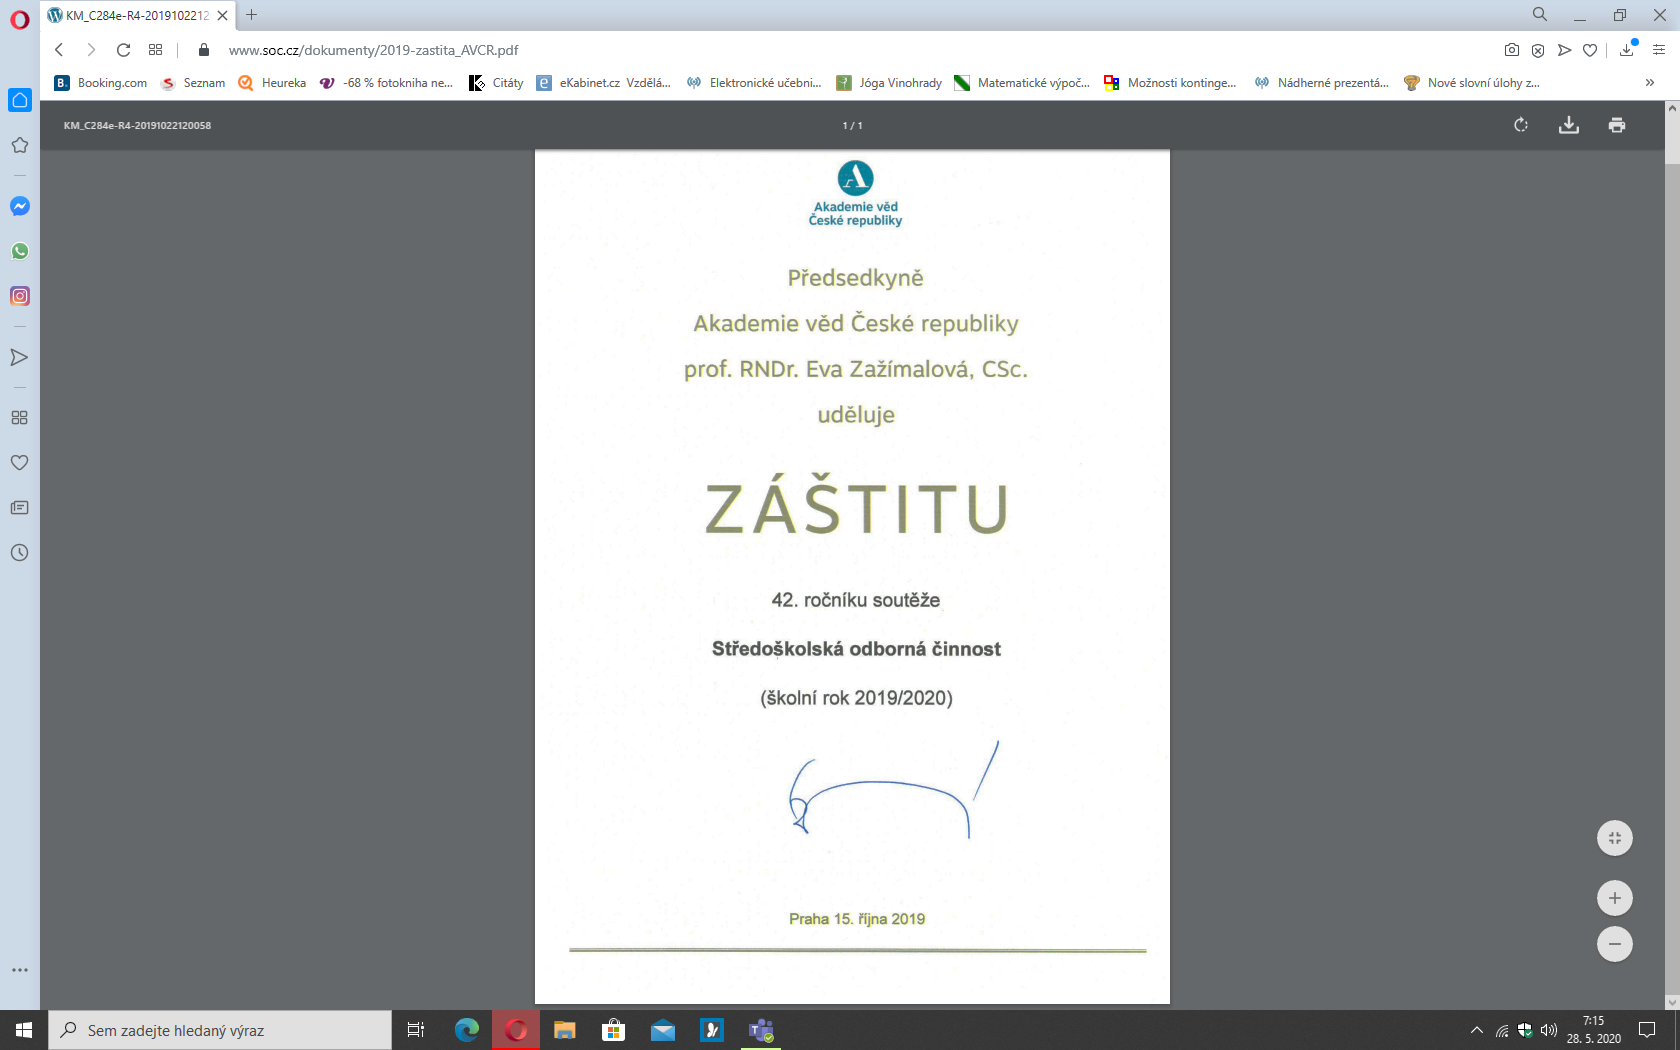 KM_C284e-R4-2019102212
www.soc.cz/dokumenty/2019-zastita_AVCR.pdf
Booking.com
Seznam
Heureka
-68 % fotokniha ne...
Citáty
eKabinet.cz Vzdělá...
Elektronické učebni...
Jóga Vinohrady
Matematické výpoč...
Možnosti kontinge...
Nádherné prezentá...
Nové slovní úlohy z...
KM_C284e-R4-20191022120058
1 / 1
Akademie věd
České republiky
Předsedkyně
Akademie věd České republiky
prof. RNDr. Eva Zažímalová, CSc.
uděluje
ZÁŠTITU
42. ročníku soutěže
Středoškolská odborná činnost
(školní rok 2019/2020)
Praha 15. října 2019
Sem zadejte hledaný výraz
7:15
28. 5. 2020